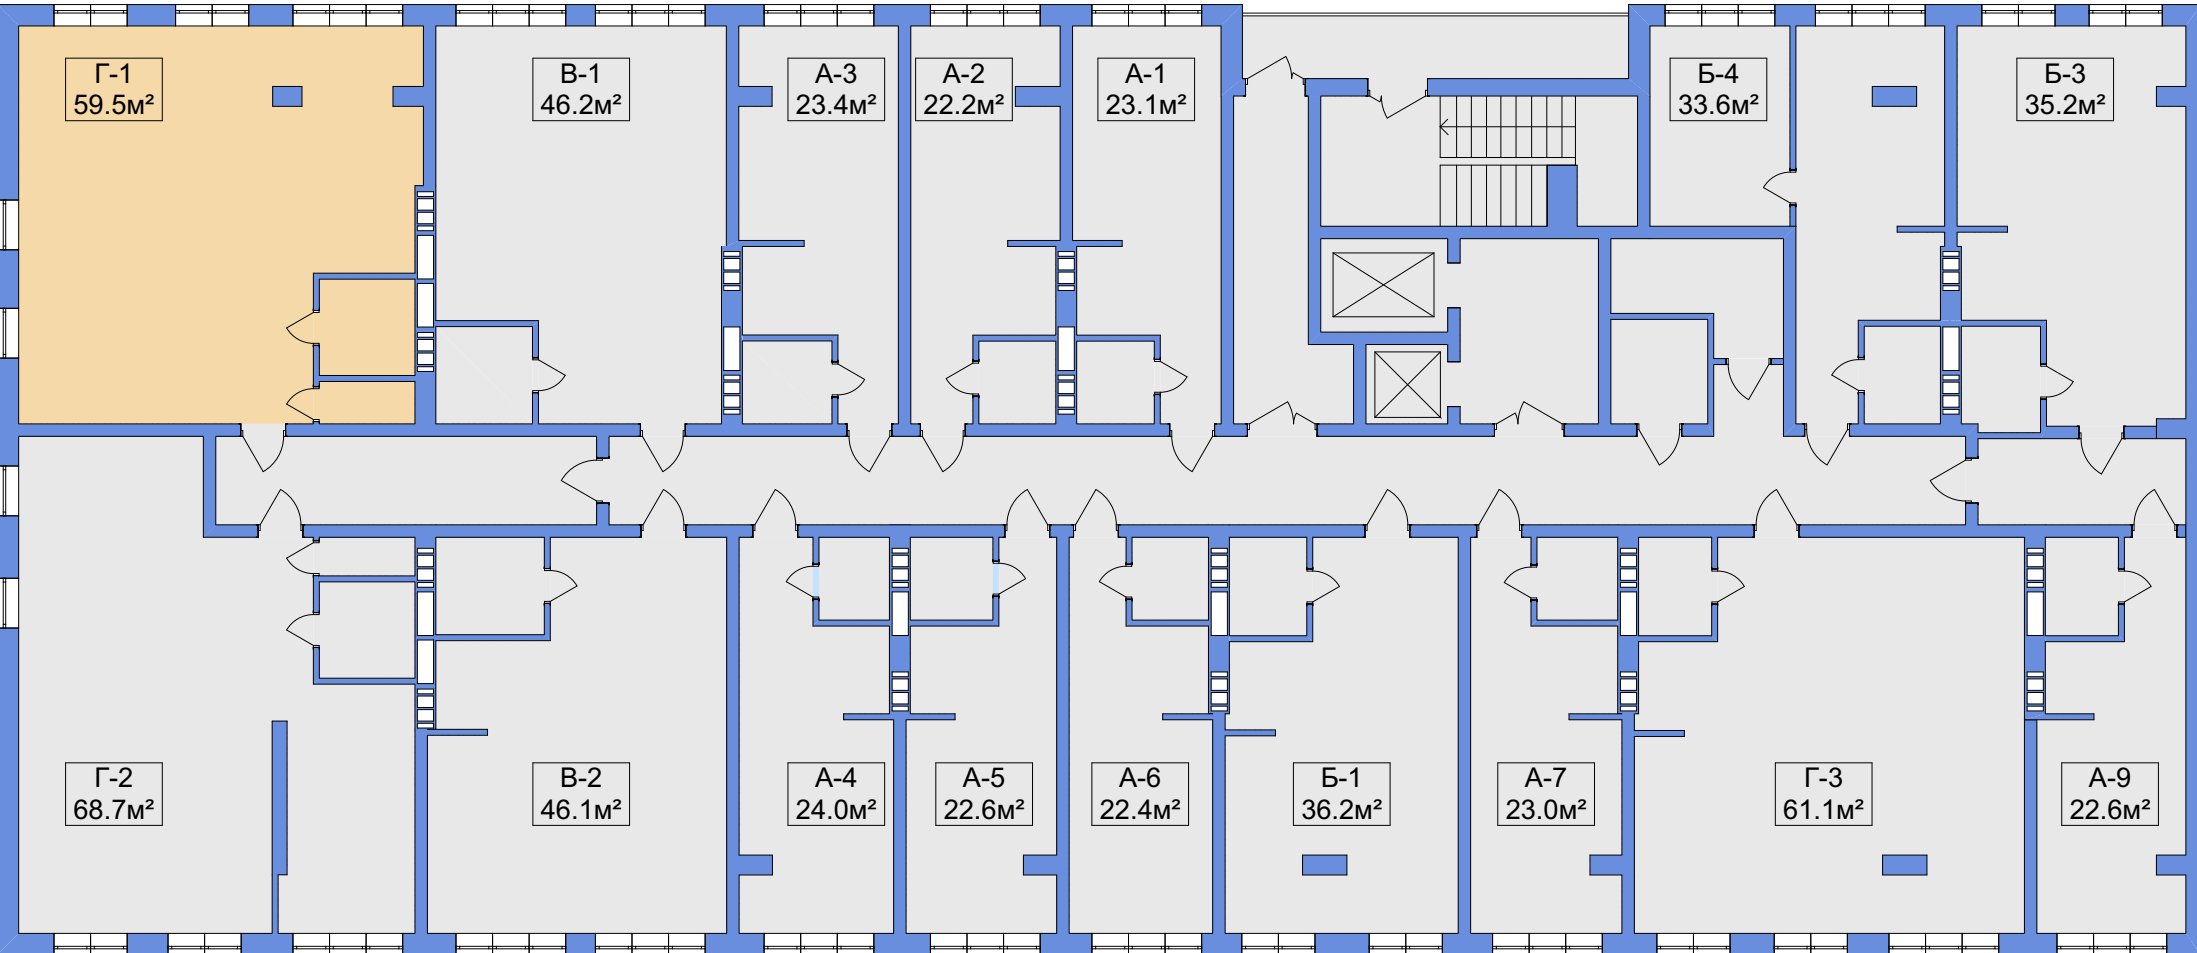 Г-1
59.5м²
В-1
46.2м²
А-3
23.4м²
А-2
22.2м²
А-1
23.1м²
Б-4
33.6м²
Б-3
35.2м²
Г-2
68.7м²
В-2
46.1м²
А-4
24.0м²
А-5
22.6м²
А-6
22.4м²
Б-1
36.2м²
А-7
23.0м²
Г-3
61.1м²
А-9
22.6м²